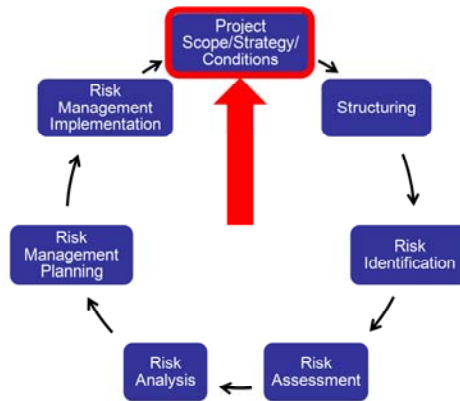 Project
Scope/Strategy/
Conditions
Structuring
Risk
Identification
Risk
Assessment
Risk
Analysis
Risk
Management
Planning
Risk
Management
Implementation